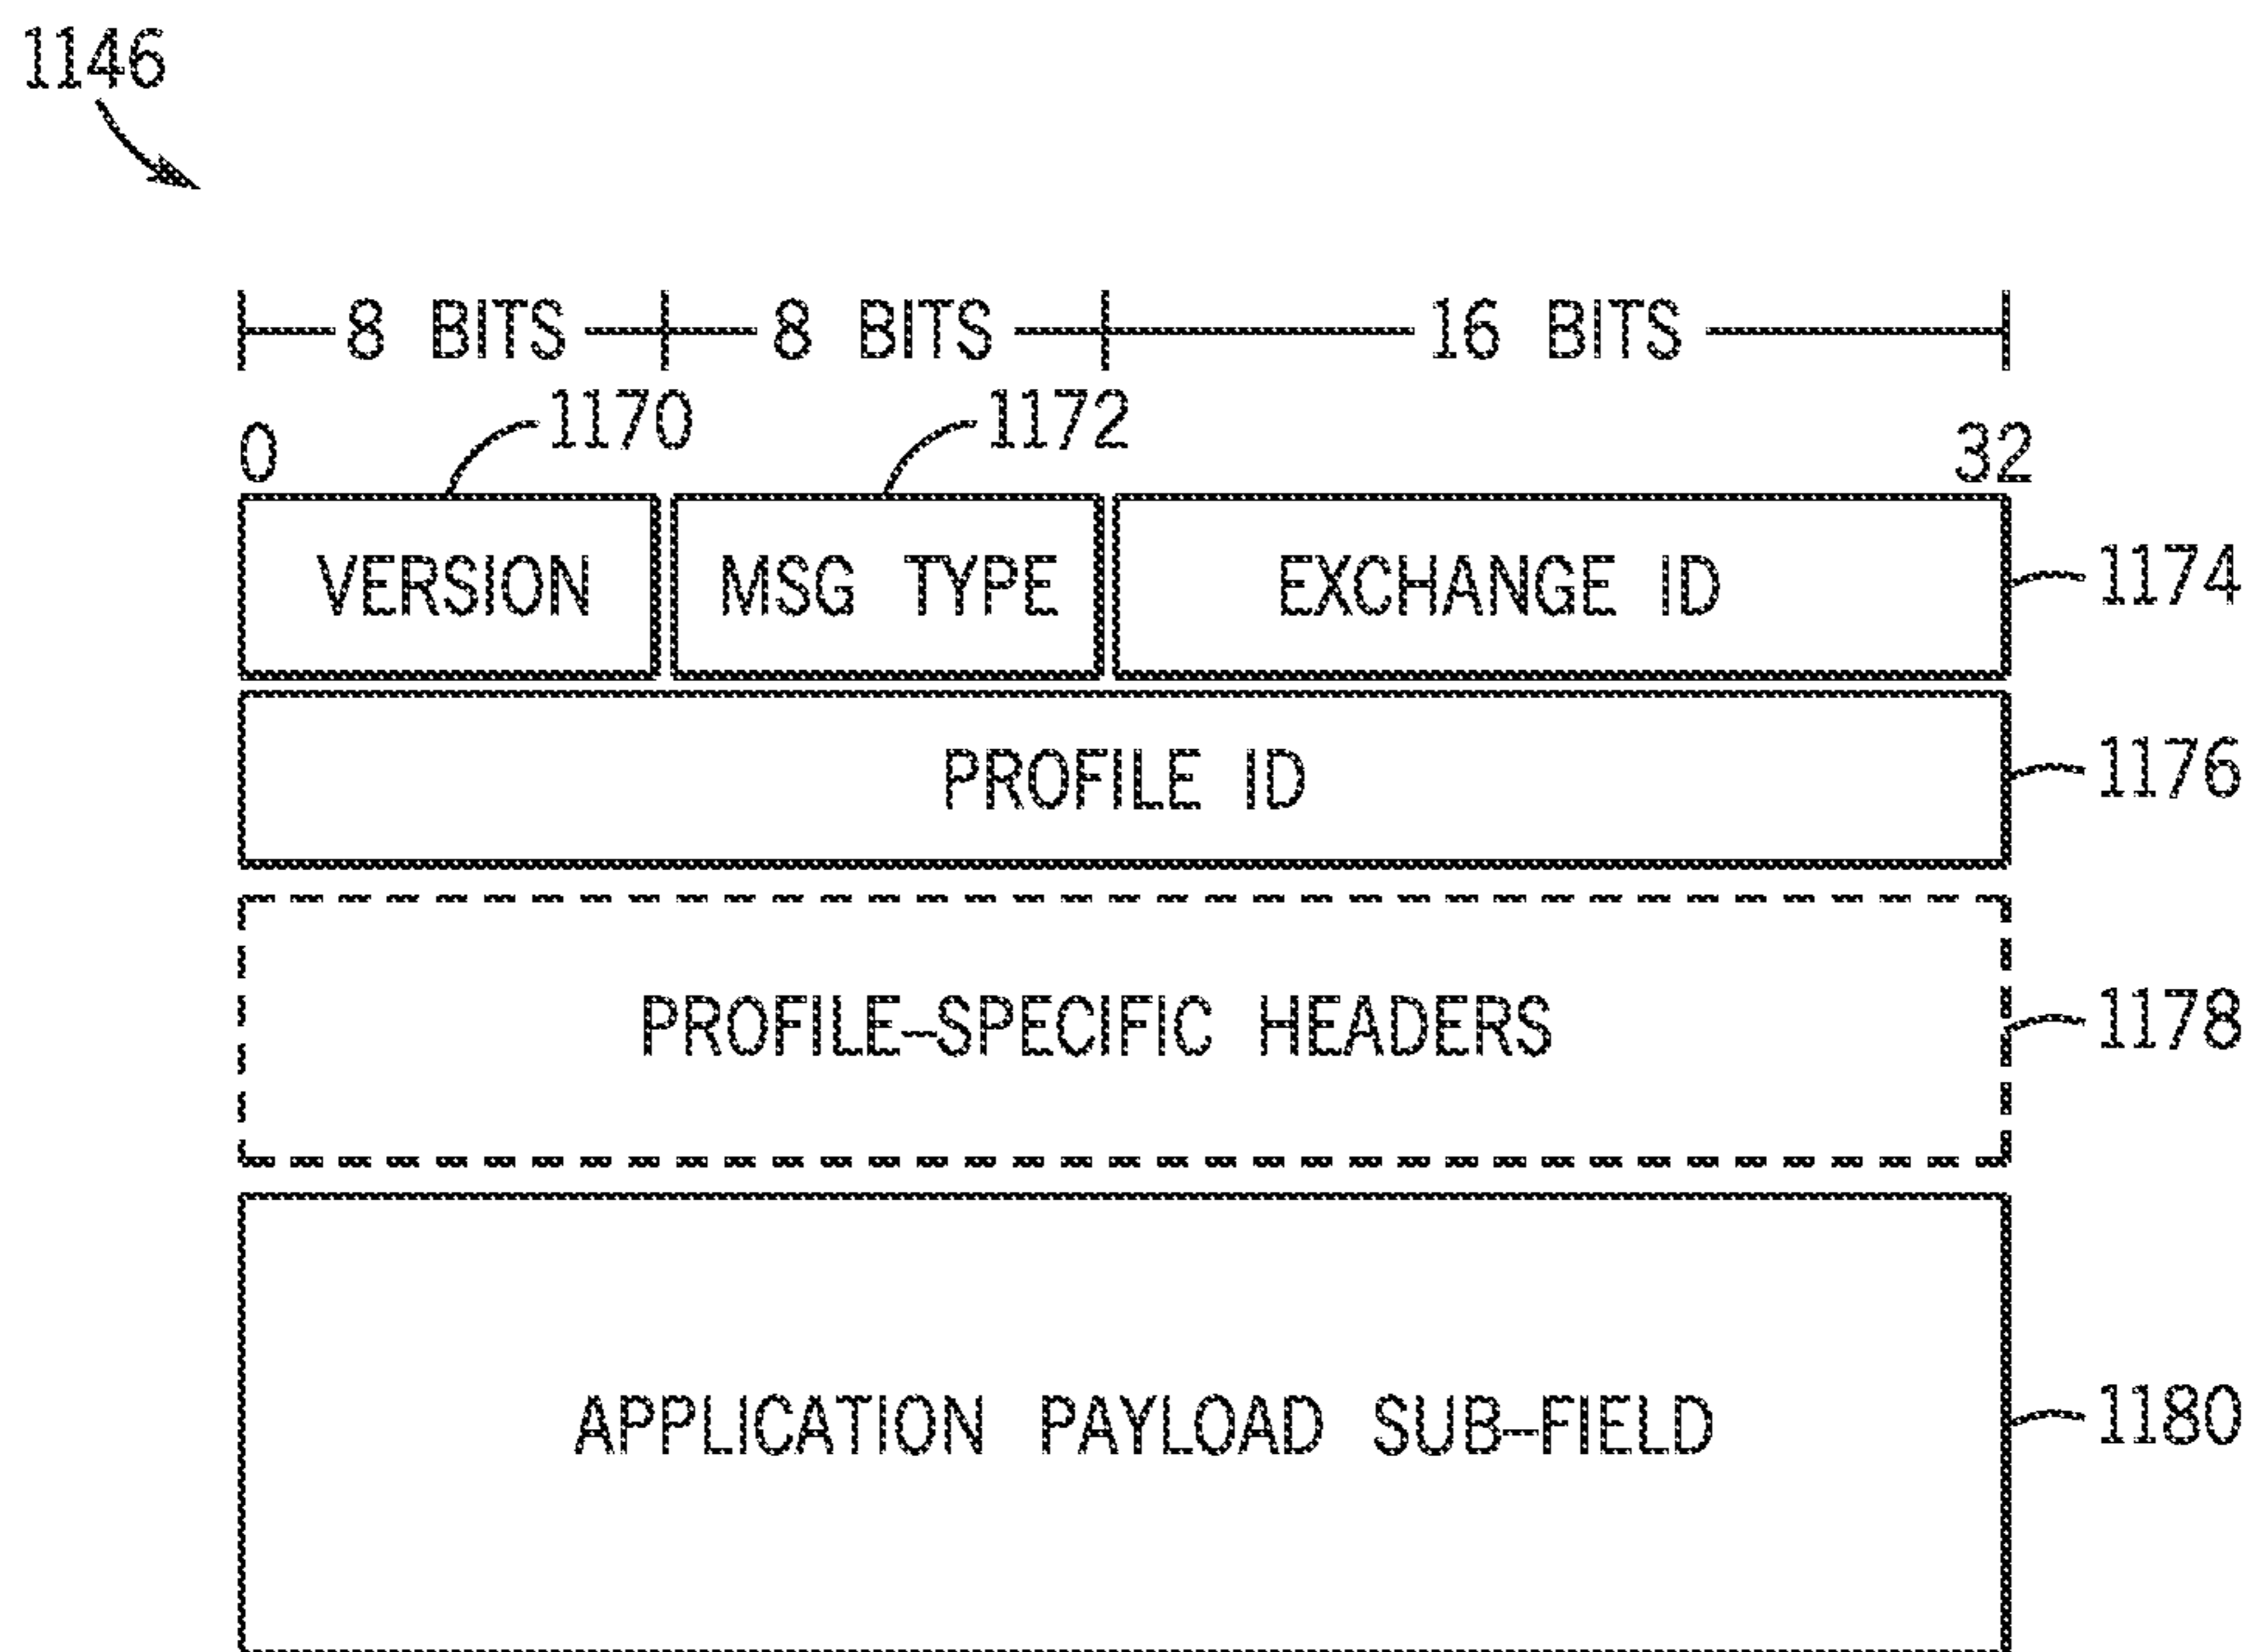 1146
8 BITS 8 BITS 16 BITS
0 1170 1172 32
VERSION MSG TYPE EXCHANGE ID 1174
PROFILE ID 1176
PROFILE-SPECIFIC HEADERS 1178
APPLICATION PAYLOAD SUB-FIELD 1180